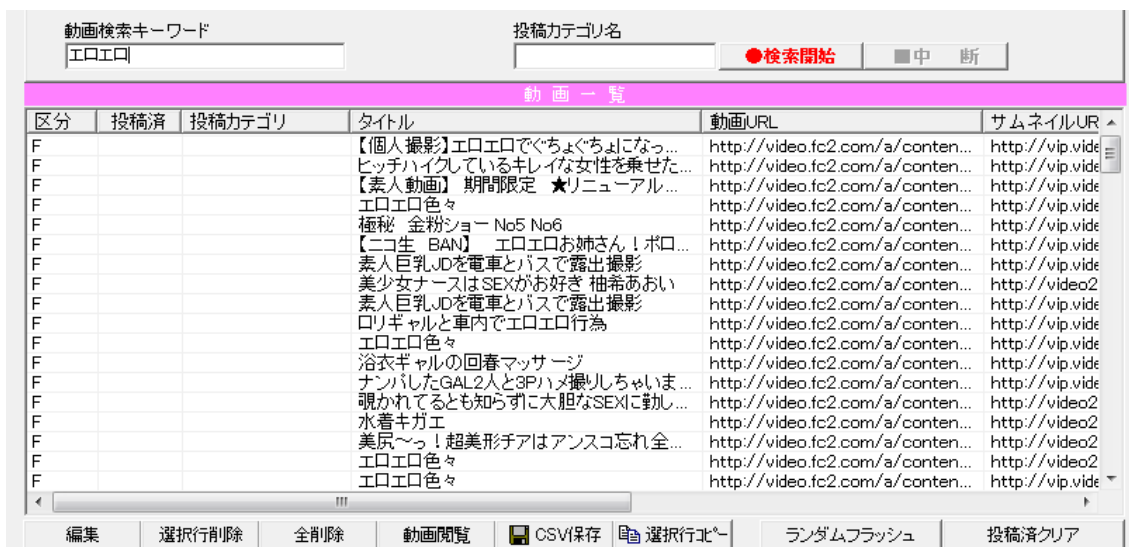 動画検索キーワード 投稿カテゴリ名
エロエロ ●検索開始 ■中 断
動 画 一 覧
区分 投稿済 投稿カテゴリ タイトル 動画URL サムネイルUR
F 【個人撮影】エロエロでぐちょぐちょになっ... http://video.fc2.com/a/conten... http://vip.vide
F ヒッチハイクしているキレイな女性を乗せた... http://video.fc2.com/a/conten... http://vip.vide
F 【素人動画】 期間限定 ★リニューアル... http://video.fc2.com/a/conten... http://vip.vide
F エロエロ色々 http://video.fc2.com/a/conten... http://vip.vide
F 極秘 金粉ショー No5 No6 http://video.fc2.com/a/conten... http://vip.vide
F 【ニコ生 BAN】 エロエロお姉さん！ポロ... http://video.fc2.com/a/conten... http://vip.vide
F 素人巨乳JDを電車とバスで露出撮影 http://video.fc2.com/a/conten... http://vip.vide
F 美少女ナースはSEXがお好き 柚希あおい http://video.fc2.com/a/conten... http://video2
F 素人巨乳JDを電車とバスで露出撮影 http://video.fc2.com/a/conten... http://vip.vide
F ロリギャルと車内でエロエロ行為 http://video.fc2.com/a/conten... http://vip.vide
F エロエロ色々 http://video.fc2.com/a/conten... http://vip.vide
F 浴衣ギャルの回春マッサージ http://video.fc2.com/a/conten... http://vip.vide
F ナンパしたGAL2人と3Pハメ撮りしちゃいま... http://video.fc2.com/a/conten... http://vip.vide
F 覗かれてるとも知らずに大胆なSEXに勤し... http://video.fc2.com/a/conten... http://video2
F 水着キガエ http://video.fc2.com/a/conten... http://video2
F 美尻～っ！超美形チアはアンスコ忘れ全... http://video.fc2.com/a/conten... http://video2
F エロエロ色々 http://video.fc2.com/a/conten... http://video2
F エロエロ色々 http://video.fc2.com/a/conten... http://vip.vide
編集 選択行削除 全削除 動画閲覧 CSV保存 選択行ｺﾋﾟｰ ランダムフラッシュ 投稿済クリア